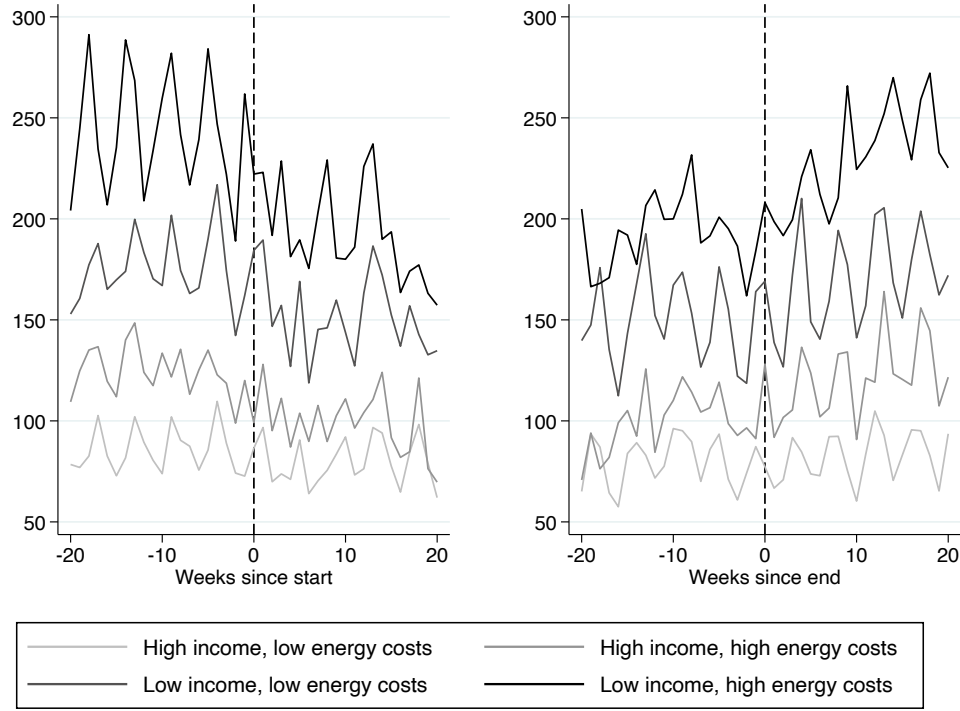 300
250
200
150
100
50
-20 -10 0 10 20
Weeks since start
300
250
200
150
100
50
-20 -10 0 10 20
Weeks since end
High income, low energy costs
High income, high energy costs
Low income, low energy costs
Low income, high energy costs